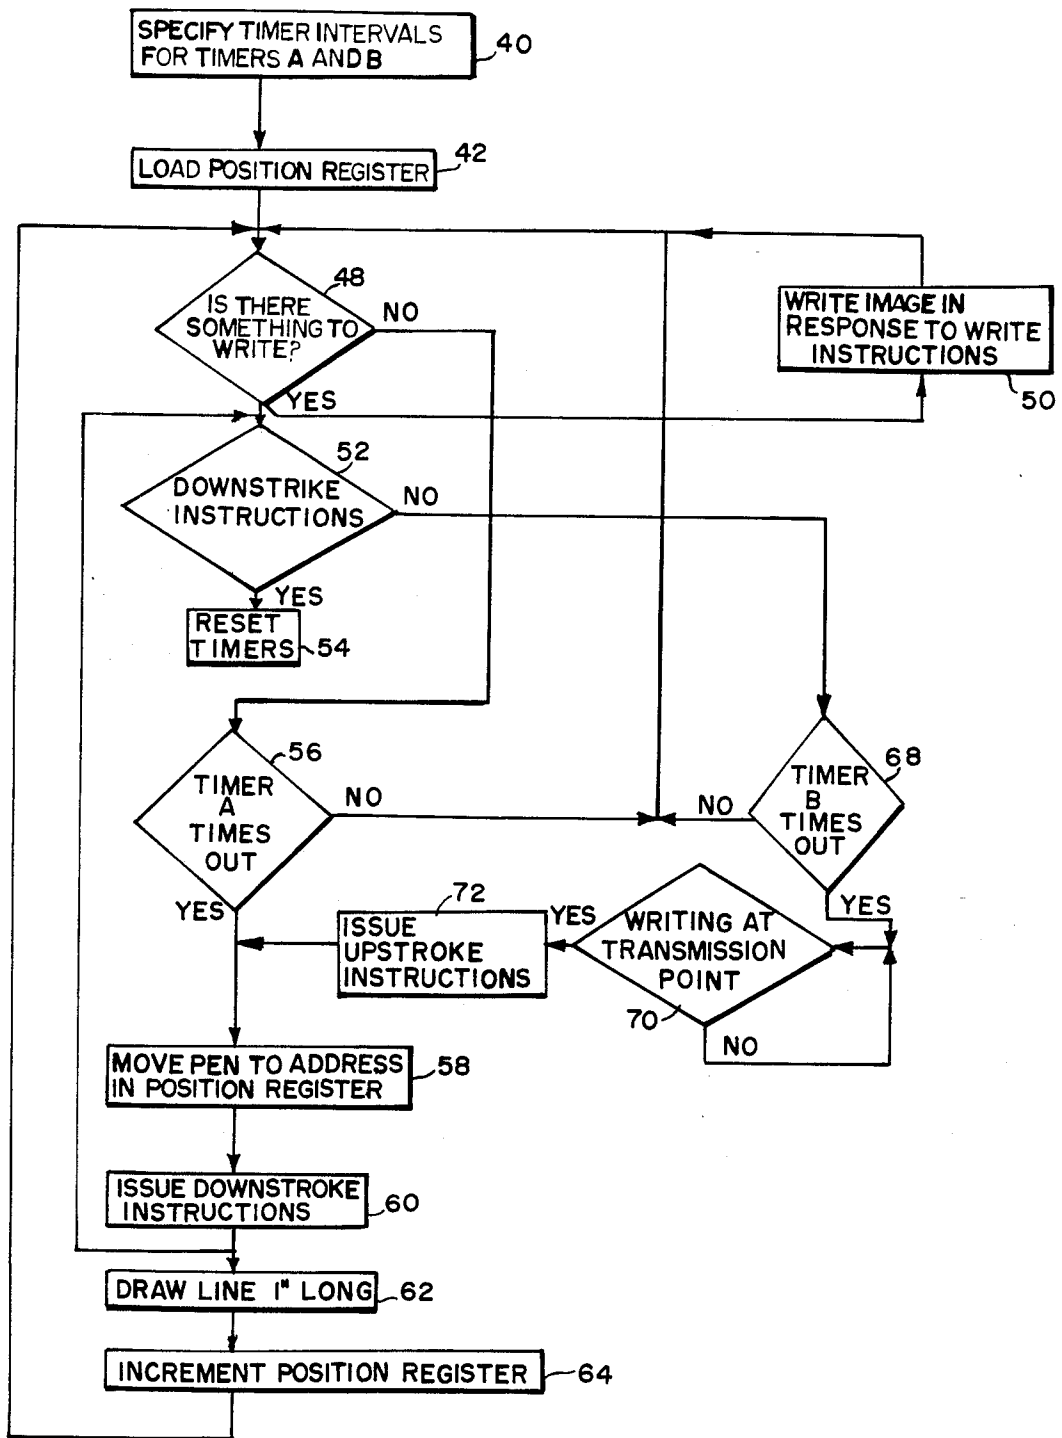 SPECIFY TIMER INTERVALS
FOR TIMERS A AND B
40
LOAD POSITION REGISTER
42
48
IS THERE
SOMETHING TO
WRITE?
NO
YES
WRITE IMAGE IN
RESPONSE TO WRITE
INSTRUCTIONS
50
52
DOWNSTRIKE
INSTRUCTIONS
NO
YES
RESET
TIMERS
54
56
TIMER
A
TIMES
OUT
NO
YES
68
TIMER
B
TIMES
OUT
NO
YES
72
ISSUE
UPSTROKE
INSTRUCTIONS
YES
WRITING AT
TRANSMISSION
POINT
70
NO
MOVE PEN TO ADDRESS
IN POSITION REGISTER
58
ISSUE DOWNSTROKE
INSTRUCTIONS
60
DRAW LINE 1" LONG
62
INCREMENT POSITION REGISTER
64